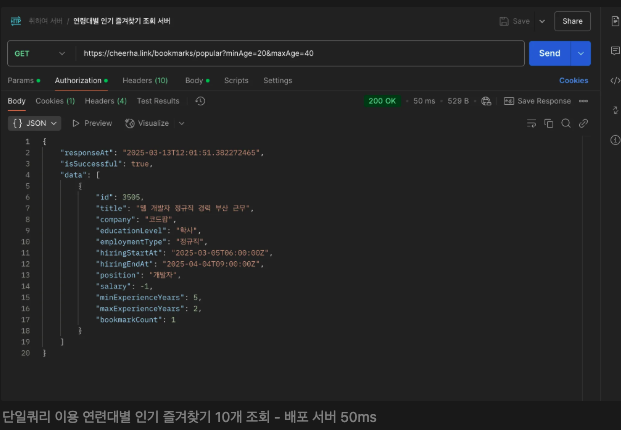 HTTP 취하여 서버 / 연련대별 인기 즐겨찾기 조회 서버 Save Share
GET https://cheerha.link/bookmarks/popular?minAge=20&maxAge=40 Send
Params Authorization Headers (10) Body Scripts Settings Cookies
Body Cookies (1) Headers (4) Test Results 200 OK 50 ms 529 B Save Response
{} JSON Preview Visualize
1 {
2 "responseAt": "2025-03-13T12:01:51.382272465",
3 "isSuccessful": true,
4 "data": [
5 {
6 "id": 3505,
7 "title": "웹 개발자 정규직 경력 부산 근무",
8 "company": "코드팜",
9 "educationLevel": "학사",
10 "employmentType": "정규직",
11 "hiringStartAt": "2025-03-05T06:00:00Z",
12 "hiringEndAt": "2025-04-04T09:00:00Z",
13 "position": "개발자",
14 "salary": -1,
15 "minExperienceYears": 5,
16 "maxExperienceYears": 2,
17 "bookmarkCount": 1
18 }
19 ]
20 }
단일쿼리 이용 연련대별 인기 즐겨찾기 10개 조회 - 배포 서버 50ms